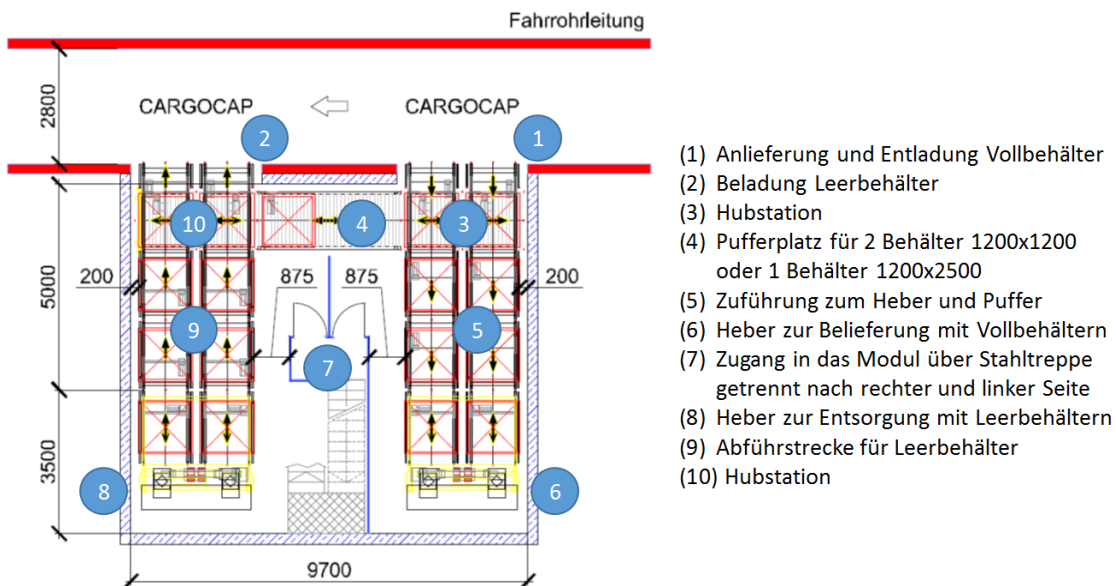 Fahrrohrleitung
22800
CARGOCAP
CARGOCAP
2
1
10
4
3
5000
200
875
875
200
9
5
7
3500
8
6
9700
(1) Anlieferung und Entladung Vollbehälter
(2) Beladung Leerbehälter
(3) Hubstation
(4) Pufferplatz für 2 Behälter 1200x1200
oder 1 Behälter 1200x2500
(5) Zuführung zum Heber und Puffer
(6) Heber zur Belieferung mit Vollbehältern
(7) Zugang in das Modul über Stahltreppe
getrennt nach rechter und linker Seite
(8) Heber zur Entsorgung mit Leerbehältern
(9) Abführstrecke für Leerbehälter
(10) Hubstation